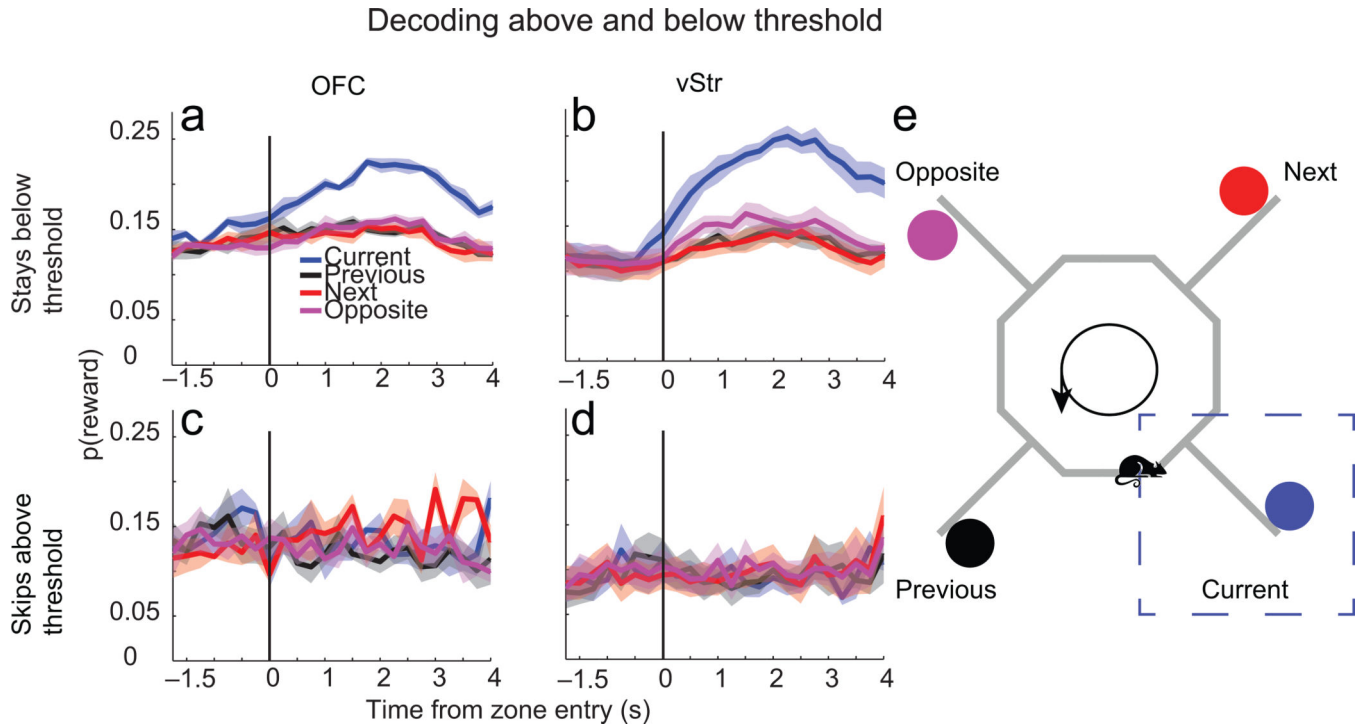 Decoding above and below threshold
OFC
vStr
a
b
e
Stays below
threshold
0.25
0.15
0.05
0
Current
Previous
Next
Opposite
–1.5
0
1
2
3
4
–1.5
0
1
2
3
4
p(reward)
c
d
Skips above
threshold
0.25
0.15
0.05
0
–1.5
0
1
2
3
4
–1.5
0
1
2
3
4
Time from zone entry (s)
Opposite
Next
Previous
Current